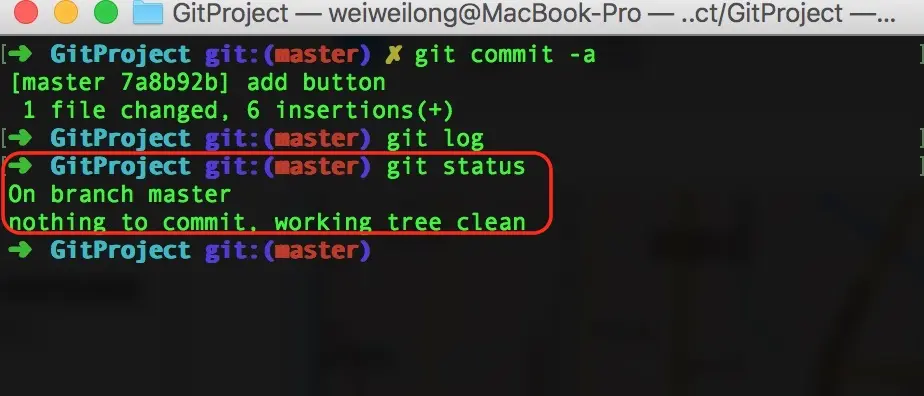 GitProject — weiweilong@MacBook-Pro — ..ct/GitProject —...
[➜ GitProject git:(master) ✗ git commit -a ]
[master 7a8b92b] add button
1 file changed, 6 insertions(+)
[➜ GitProject git:(master) git log ]
[➜ GitProject git:(master) git status ]
On branch master
nothing to commit, working tree clean
➜ GitProject git:(master)